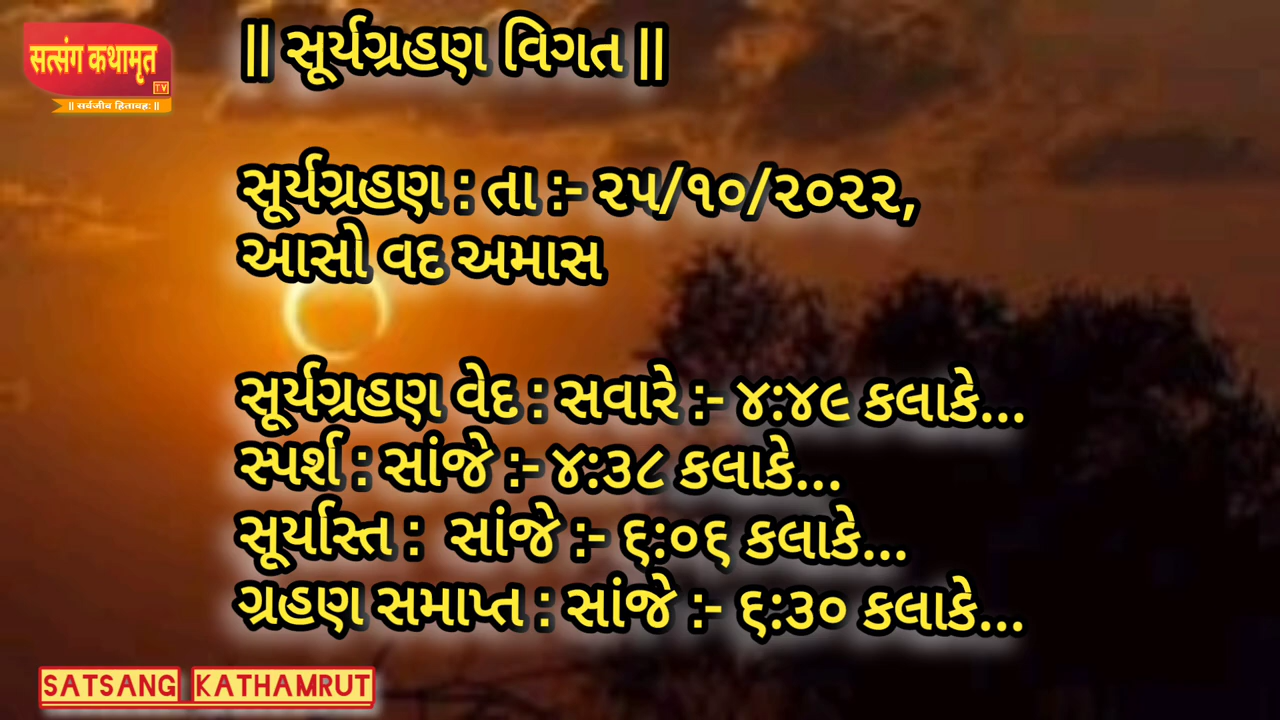 सत्संग कथामृत
TV
॥ सर्वजीव हितावहः ॥
|| સૂર્યગ્રહણ વિગત ||
સૂર્યગ્રહણ : તા :- ૨૫/૧૦/૨૦૨૨,
આસો વદ અમાસ
સૂર્યગ્રહણ વેદ : સવારે :- ૪:૪૯ કલાકે...
સ્પર્શ : સાંજે :- ૪:૩૮ કલાકે...
સૂર્યાસ્ત : સાંજે :- ૬:૦૬ કલાકે...
ગ્રહણ સમાપ્ત : સાંજે :- ૬:૩૦ કલાકે...
SATSANG KATHAMRUT